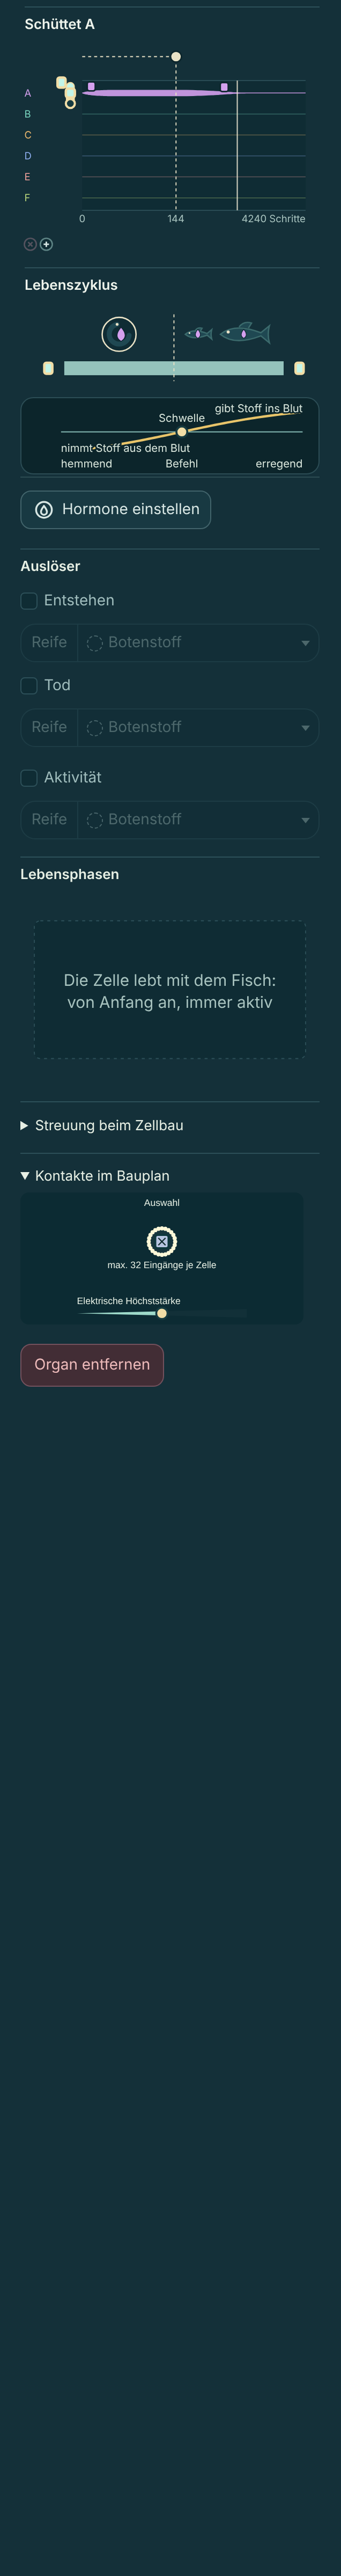 Schüttet A
A
B
C
D
E
F
0 144 4240 Schritte
Lebenszyklus
gibt Stoff ins Blut
Schwelle
nimmt Stoff aus dem Blut
hemmend Befehl erregend
Hormone einstellen
Auslöser
Entstehen
Reife Botenstoff
Tod
Reife Botenstoff
Aktivität
Reife Botenstoff
Lebensphasen
Die Zelle lebt mit dem Fisch:
von Anfang an, immer aktiv
Streuung beim Zellbau
Kontakte im Bauplan
Auswahl
max. 32 Eingänge je Zelle
Elektrische Höchststärke
Organ entfernen